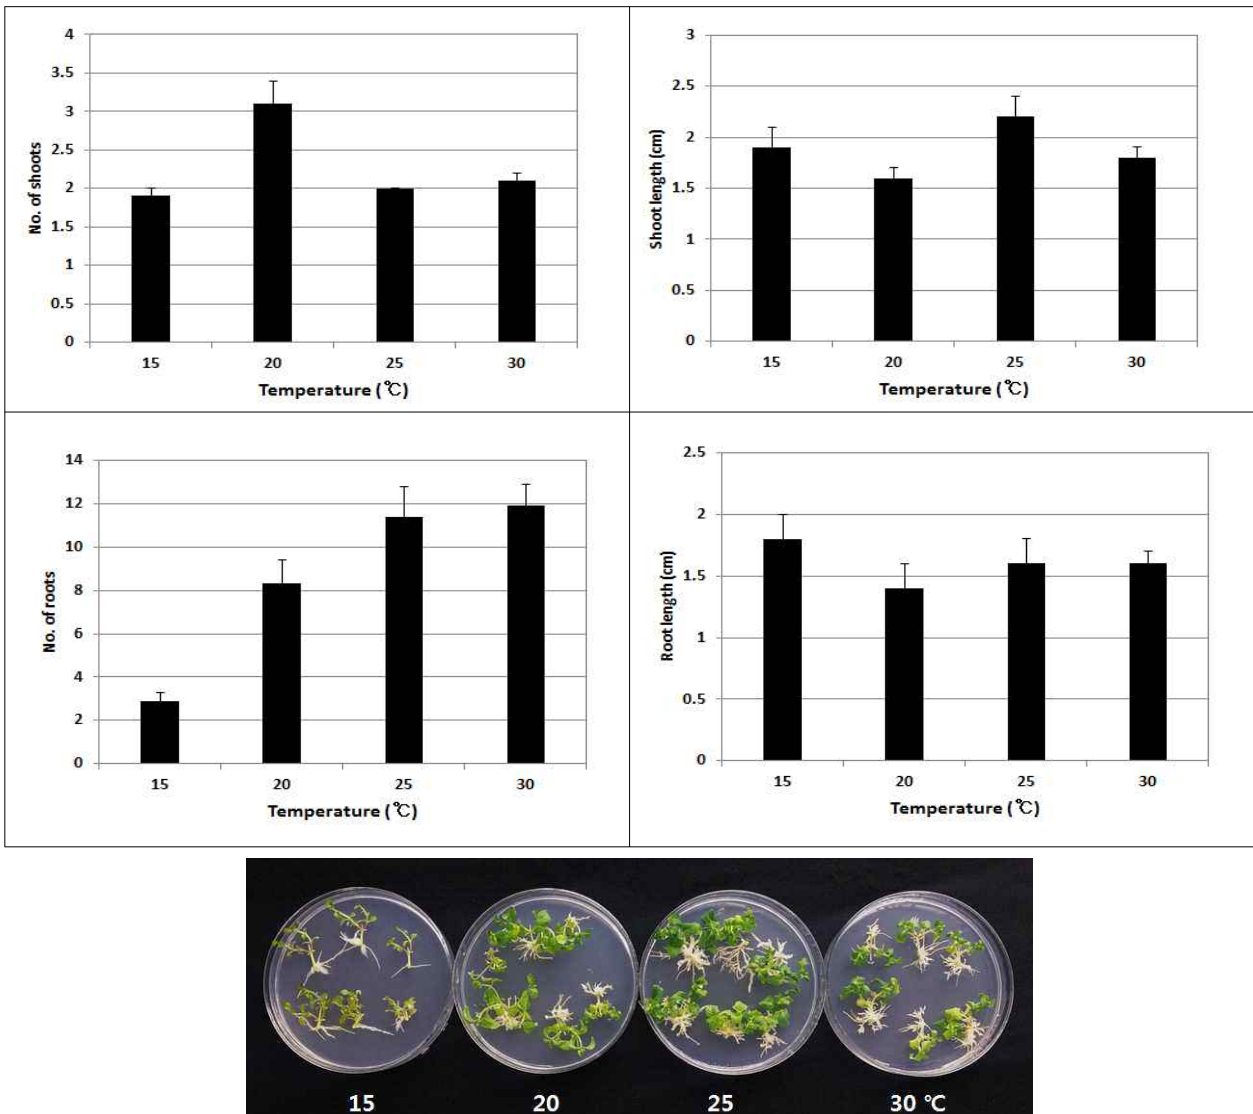 4
3.5
3
2.5
2
1.5
1
0.5
0
No. of shoots
15 20 25 30
Temperature (℃)
3
2.5
2
1.5
1
0.5
0
Shoot length (cm)
15 20 25 30
Temperature (℃)
14
12
10
8
6
4
2
0
No. of roots
15 20 25 30
Temperature (℃)
2.5
2
1.5
1
0.5
0
Root length (cm)
15 20 25 30
Temperature (℃)
15 20 25 30 ℃